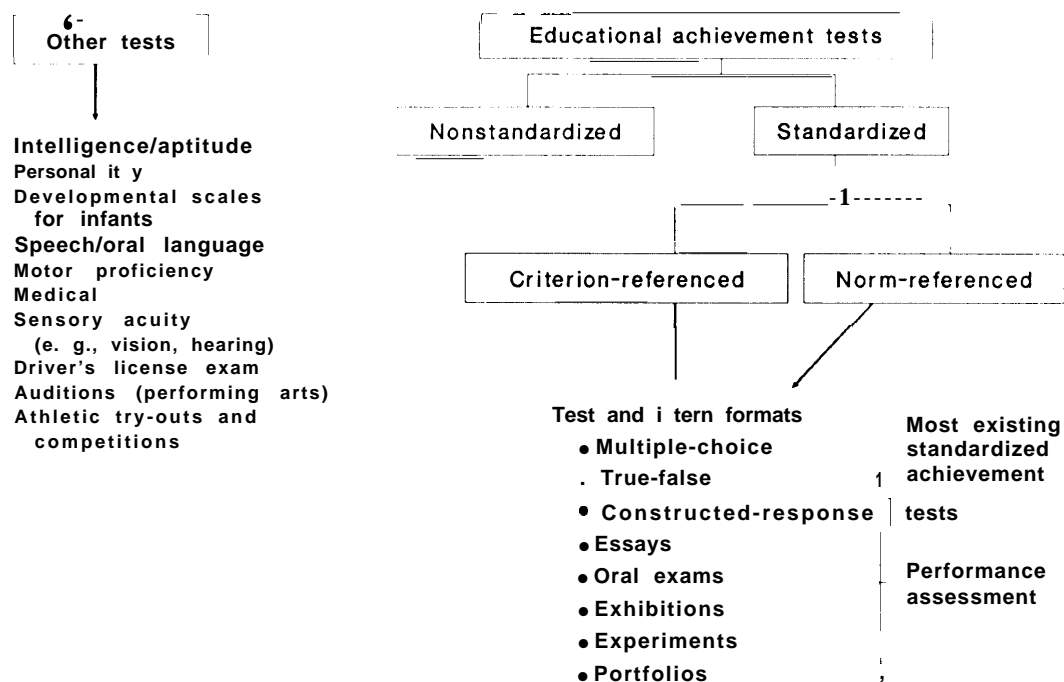 Other tests
Intelligence/aptitude
Personal it y
Developmental scales
for infants
Speech/oral language
Motor proficiency
Medical
Sensory acuity
(e. g., vision, hearing)
Driver's license exam
Auditions (performing arts)
Athletic try-outs and
competitions
Educational achievement tests
Nonstandardized
Standardized
Criterion-referenced
Norm-referenced
Test and i tern formats
• Multiple-choice
. True-false
• Constructed-response
• Essays
• Oral exams
• Exhibitions
• Experiments
• Portfolios
Most existing
standardized
achievement
tests
Performance
assessment